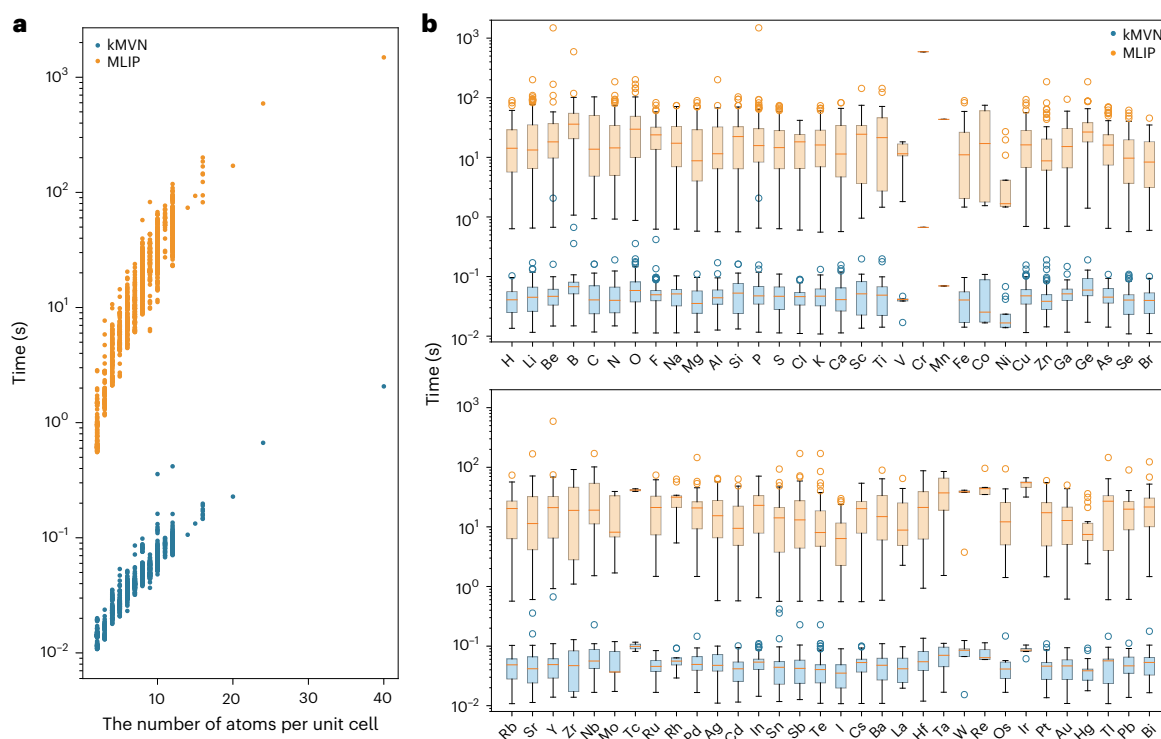 a
kMVN
MLIP
10³
10²
10¹
10⁰
10⁻¹
10⁻²
Time (s)
10 20 30 40
The number of atoms per unit cell
b
kMVN
MLIP
10³
10²
10¹
10⁰
10⁻¹
10⁻²
H Li Be B C N O F Na Mg Al Si P S Cl K Ca Sc Ti V Cr Mn Fe Co Ni Cu Zn Ga Ge As Se Br
Time (s)
10³
10²
10¹
10⁰
10⁻¹
10⁻²
Rb Sr Y Zr Nb Mo Tc Ru Rh Pd Ag Cd In Sn Sb Te I Cs Ba La Hf Ta W Re Os Ir Pt Au Hg Tl Pb Bi